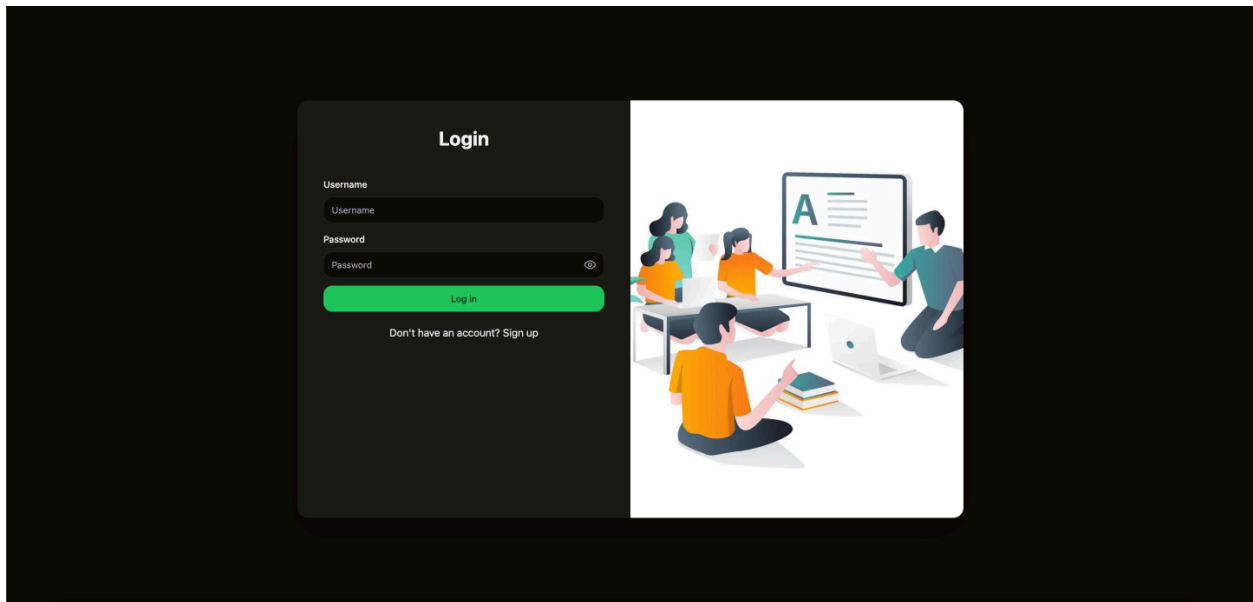 Login
Username
Username
Password
Password
Log in
Don't have an account? Sign up
A